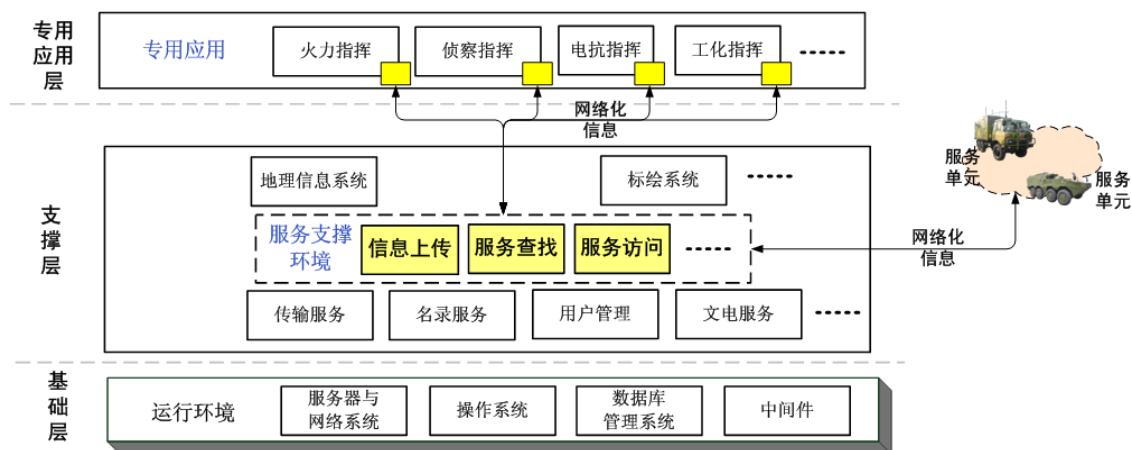 专用
应用
层
专用应用
火力指挥
侦察指挥
电抗指挥
工化指挥
网络化
信息
支
撑
层
地理信息系统
标绘系统
服务支撑
环境
信息上传
服务查找
服务访问
传输服务
名录服务
用户管理
文电服务
服务
单元
服务
单元
网络化
信息
基
础
层
运行环境
服务器与
网络系统
操作系统
数据库
管理系统
中间件